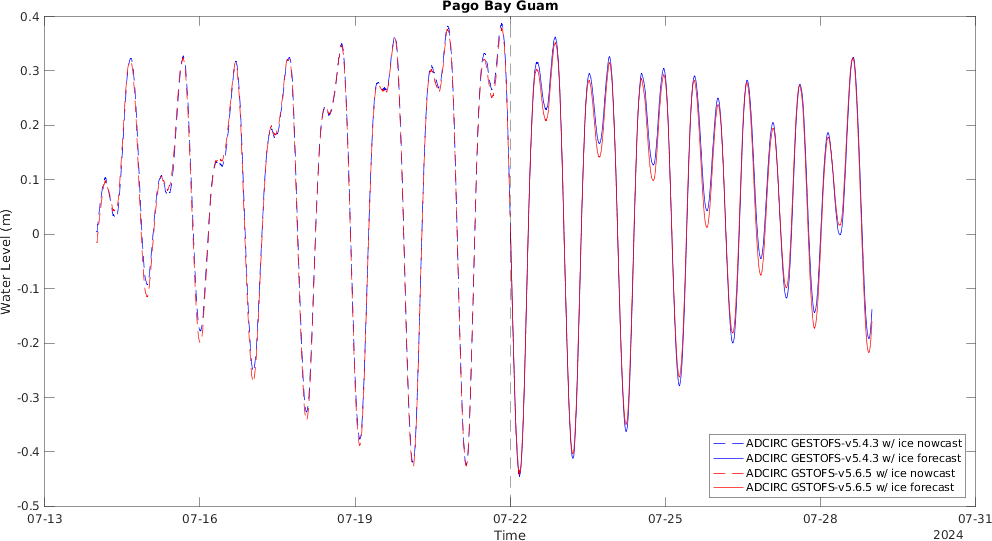 Pago Bay Guam
0.4
0.3
0.2
0.1
0
-0.1
-0.2
-0.3
-0.4
-0.5
Water Level (m)
07-13
07-16
07-19
07-22
07-25
07-28
07-31
Time
2024
ADCIRC GESTOFS-v5.4.3 w/ ice nowcast
ADCIRC GESTOFS-v5.4.3 w/ ice forecast
ADCIRC GSTOFS-v5.6.5 w/ ice nowcast
ADCIRC GSTOFS-v5.6.5 w/ ice forecast